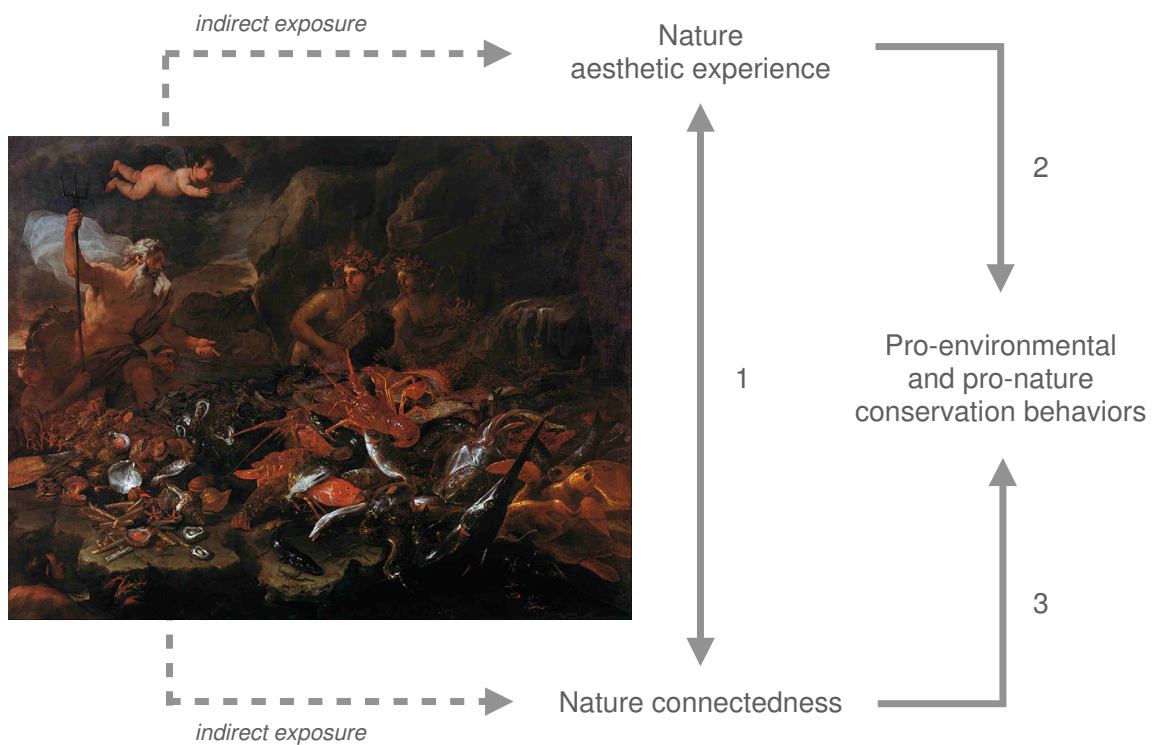 indirect exposure
Nature
aesthetic experience
2
Pro-environmental
and pro-nature
conservation behaviors
1
3
Nature connectedness
indirect exposure